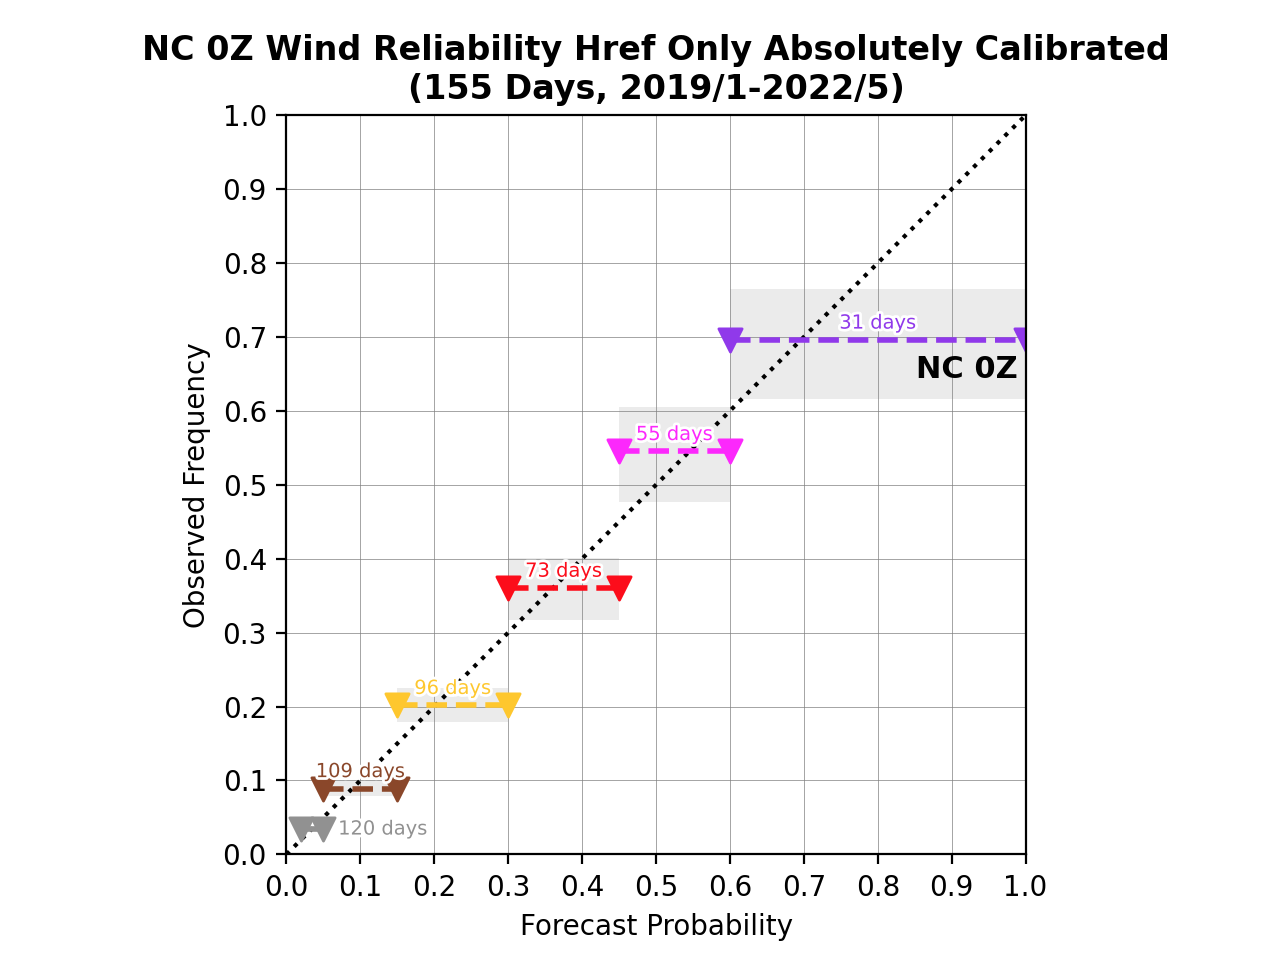 NC 0Z Wind Reliability Href Only Absolutely Calibrated
(155 Days, 2019/1-2022/5)
1.0
0.9
0.8
0.7
0.6
0.5
0.4
0.3
0.2
0.1
0.0
Observed Frequency
31 days
NC 0Z
55 days
73 days
96 days
109 days
120 days
0.0 0.1 0.2 0.3 0.4 0.5 0.6 0.7 0.8 0.9 1.0
Forecast Probability